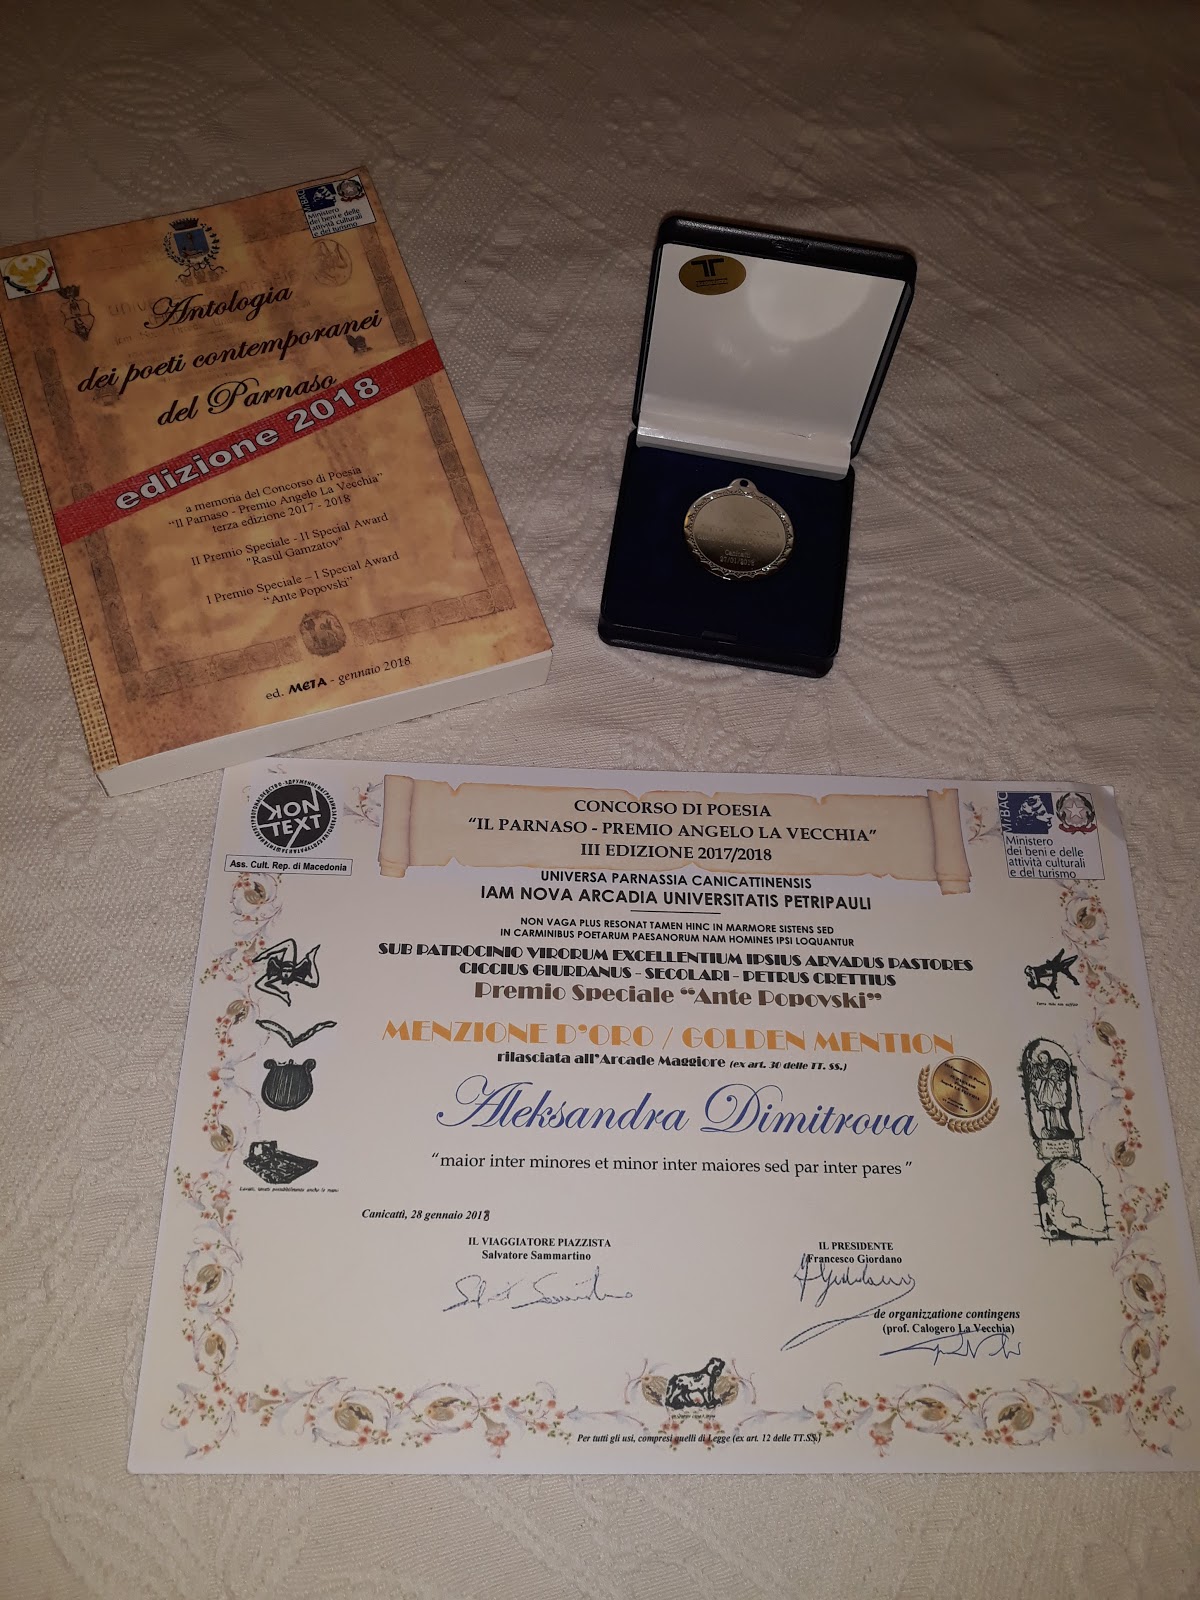 MiBAC
Ministero
dei beni e delle
attività culturali
e del turismo
Antologia
dei poeti contemporanei
del Parnaso
edizione 2018
a memoria del Concorso di Poesia
"Il Parnaso - Premio Angelo La Vecchia"
terza edizione 2017 - 2018
II Premio Speciale - II Special Award
"Rasul Gamzatov"
I Premio Speciale – I Special Award
"Ante Popovski"
ed. META - gennaio 2018
Canicattì
KON
TEXT
Ass. Cult. Rep. di Macedonia
CONCORSO DI POESIA
"IL PARNASO - PREMIO ANGELO LA VECCHIA"
III EDIZIONE 2017/2018
MiBAC
Ministero
dei beni e delle
attività culturali
e del turismo
UNIVERSA PARNASSIA CANICATTINENSIS
IAM NOVA ARCADIA UNIVERSITATIS PETRIPAULI
NON VAGA PLUS RESONAT TAMEN HINC IN MARMORE SISTENS SED
IN CARMINIBUS POETARUM PAESANORUM NAM HOMINES IPSI LOQUANTUR
SUB PATROCINIO VIRORUM EXCELLENTIUM IPSIUS ARVADUS PASTORES
CICCIUS GIURDANUS - SECOLARI - PETRUS CRETTIUS
Premio Speciale "Ante Popovski"
MENZIONE D'ORO / GOLDEN MENTION
rilasciata all'Arcade Maggiore (ex art. 30 delle TT. SS.)
Aleksandra Dimitrova
"maior inter minores et minor inter maiores sed par inter pares"
Canicattì, 28 gennaio 2018
IL VIAGGIATORE PIAZZISTA
Salvatore Sammartino
IL PRESIDENTE
Francesco Giordano
de organizzatione contingens
(prof. Calogero La Vecchia)
Per tutti gli usi, compresi quelli di Legge (ex art. 12 delle TT.SS.)